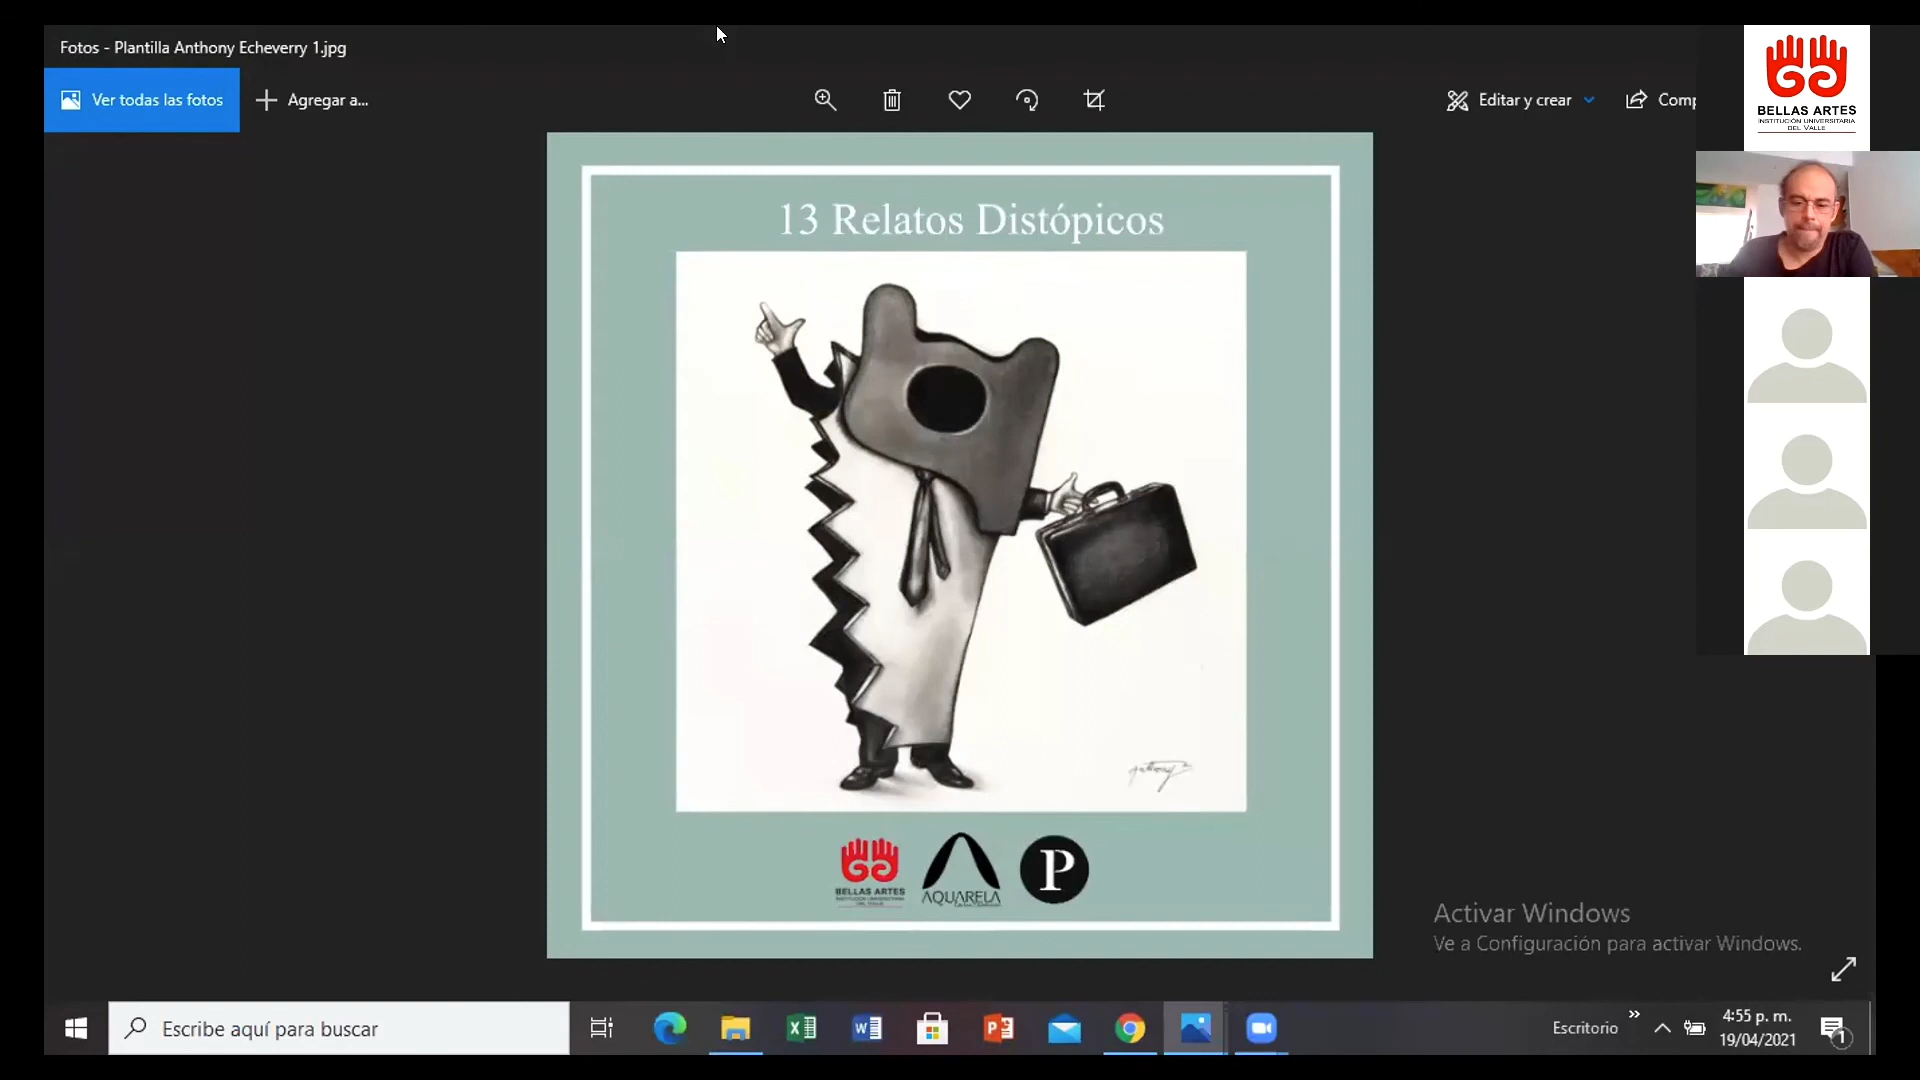 Fotos - Plantilla Anthony Echeverry 1.jpg
Ver todas las fotos
Agregar a...
Editar y crear
Comp
BELLAS ARTES
INSTITUCIÓN UNIVERSITARIA
DEL VALLE
13 Relatos Distópicos
Anthony
BELLAS ARTES
INSTITUCIÓN UNIVERSITARIA
DEL VALLE
AQUARELA
P
Activar Windows
Ve a Configuración para activar Windows.
Escribe aquí para buscar
Escritorio
4:55 p. m.
19/04/2021
1